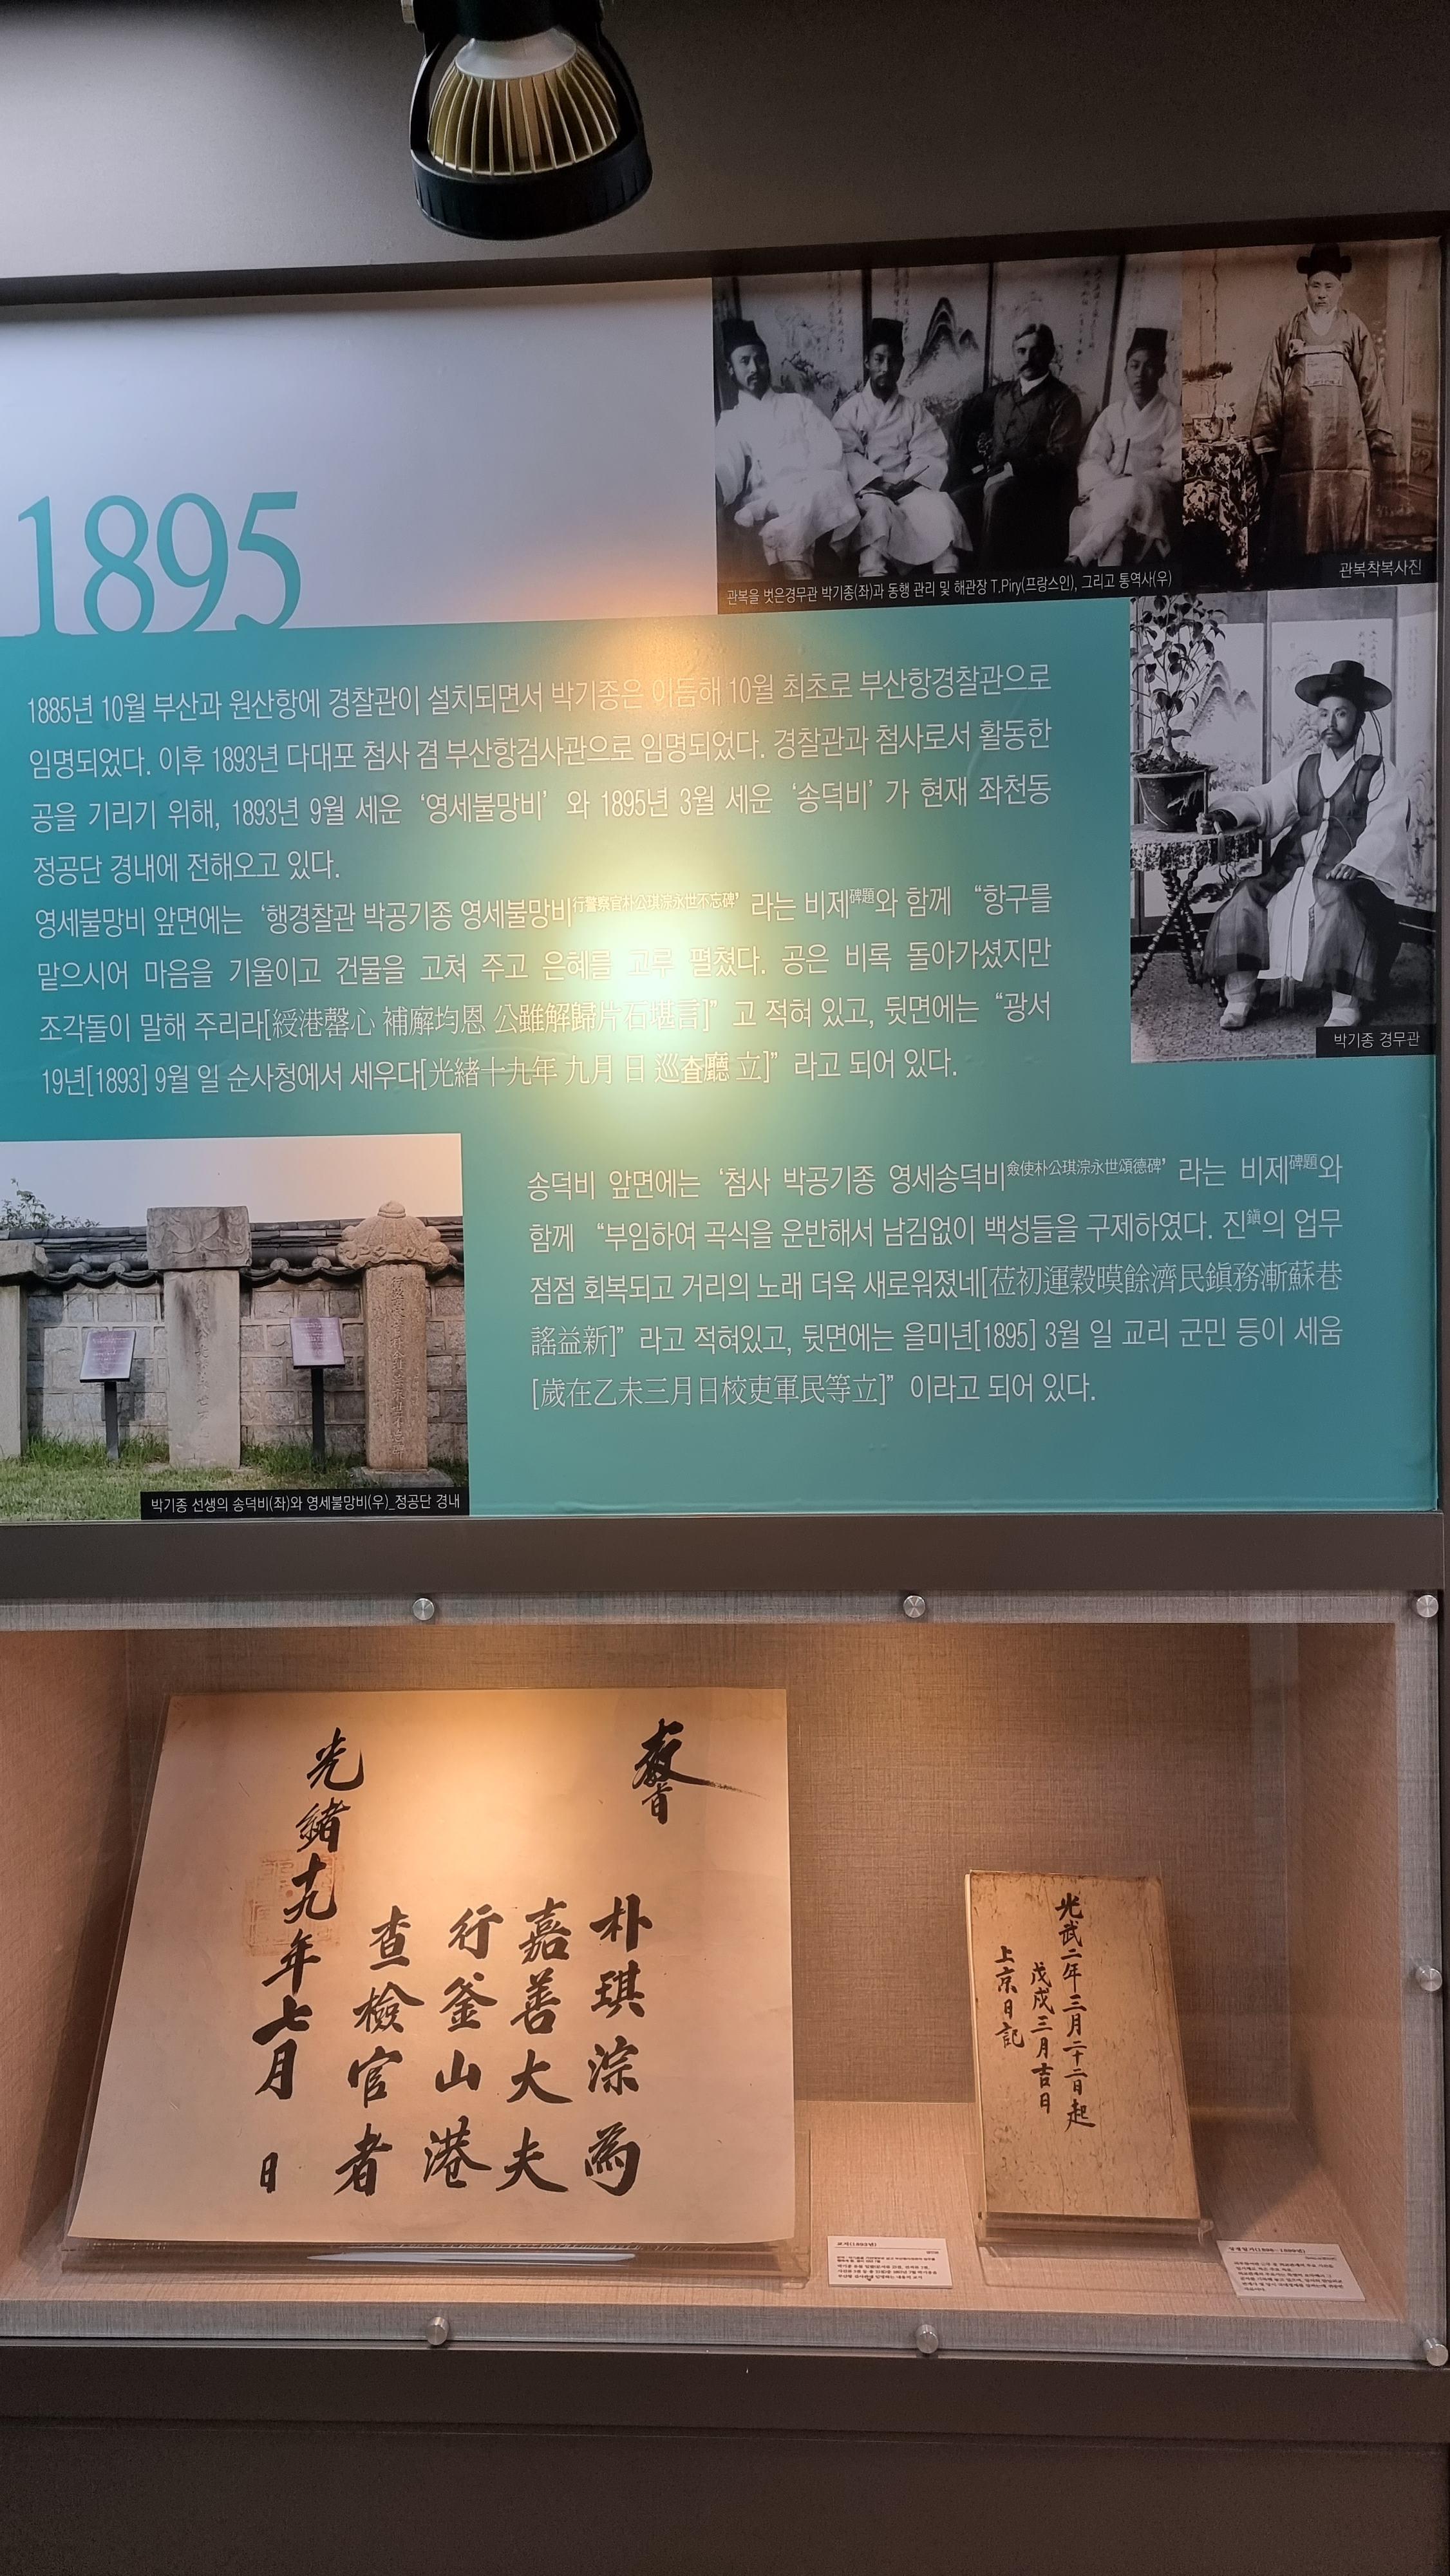 관복을 벗은경무관 박기종(좌)과 동행 관리 및 해관장 T.Piry(프랑스인), 그리고 통역사(우)
관복착복사진
1895
1885년 10월 부산과 원산항에 경찰관이 설치되면서 박기종은 이듬해 10월 최초로 부산항경찰관으로
임명되었다. 이후 1893년 다대포 첨사 겸 부산항검사관으로 임명되었다. 경찰관과 첨사로서 활동한
공을 기리기 위해, 1893년 9월 세운 ‘영세불망비’ 와 1895년 3월 세운 ‘송덕비’ 가 현재 좌천동
정공단 경내에 전해오고 있다.
영세불망비 앞면에는 ‘행경찰관 박공기종 영세불망비行警察官朴公琪淙永世不忘碑’ 라는 비제碑題와 함께 “항구를
맡으시어 마음을 기울이고 건물을 고쳐 주고 은혜를 고루 펼쳤다. 공은 비록 돌아가셨지만
조각돌이 말해 주리라[綬港罄心 補廨均恩 公雖解歸片石堪言]” 고 적혀 있고, 뒷면에는 “광서
19년[1893] 9월 일 순사청에서 세우다[光緖十九年 九月 日 巡査廳 立]” 라고 되어 있다.
박기종 경무관
송덕비 앞면에는 ‘첨사 박공기종 영세송덕비僉使朴公琪淙永世頌德碑’ 라는 비제碑題와
함께 “부임하여 곡식을 운반해서 남김없이 백성들을 구제하였다. 진鎭의 업무
점점 회복되고 거리의 노래 더욱 새로워졌네[莅初運穀暯餘濟民鎭務漸蘇巷
謠益新]” 라고 적혀있고, 뒷면에는 을미년[1895] 3월 일 교리 군민 등이 세움
[歲在乙未三月日校吏軍民等立]” 이라고 되어 있다.
박기종 선생의 송덕비(좌)와 영세불망비(우)_정공단 경내
朴琪淙爲
嘉善大夫
行釜山港
査檢官者
光緖十九年七月 日
光武二年三月二十二日起
戊戌三月吉日
上京日記
교지(1893년)